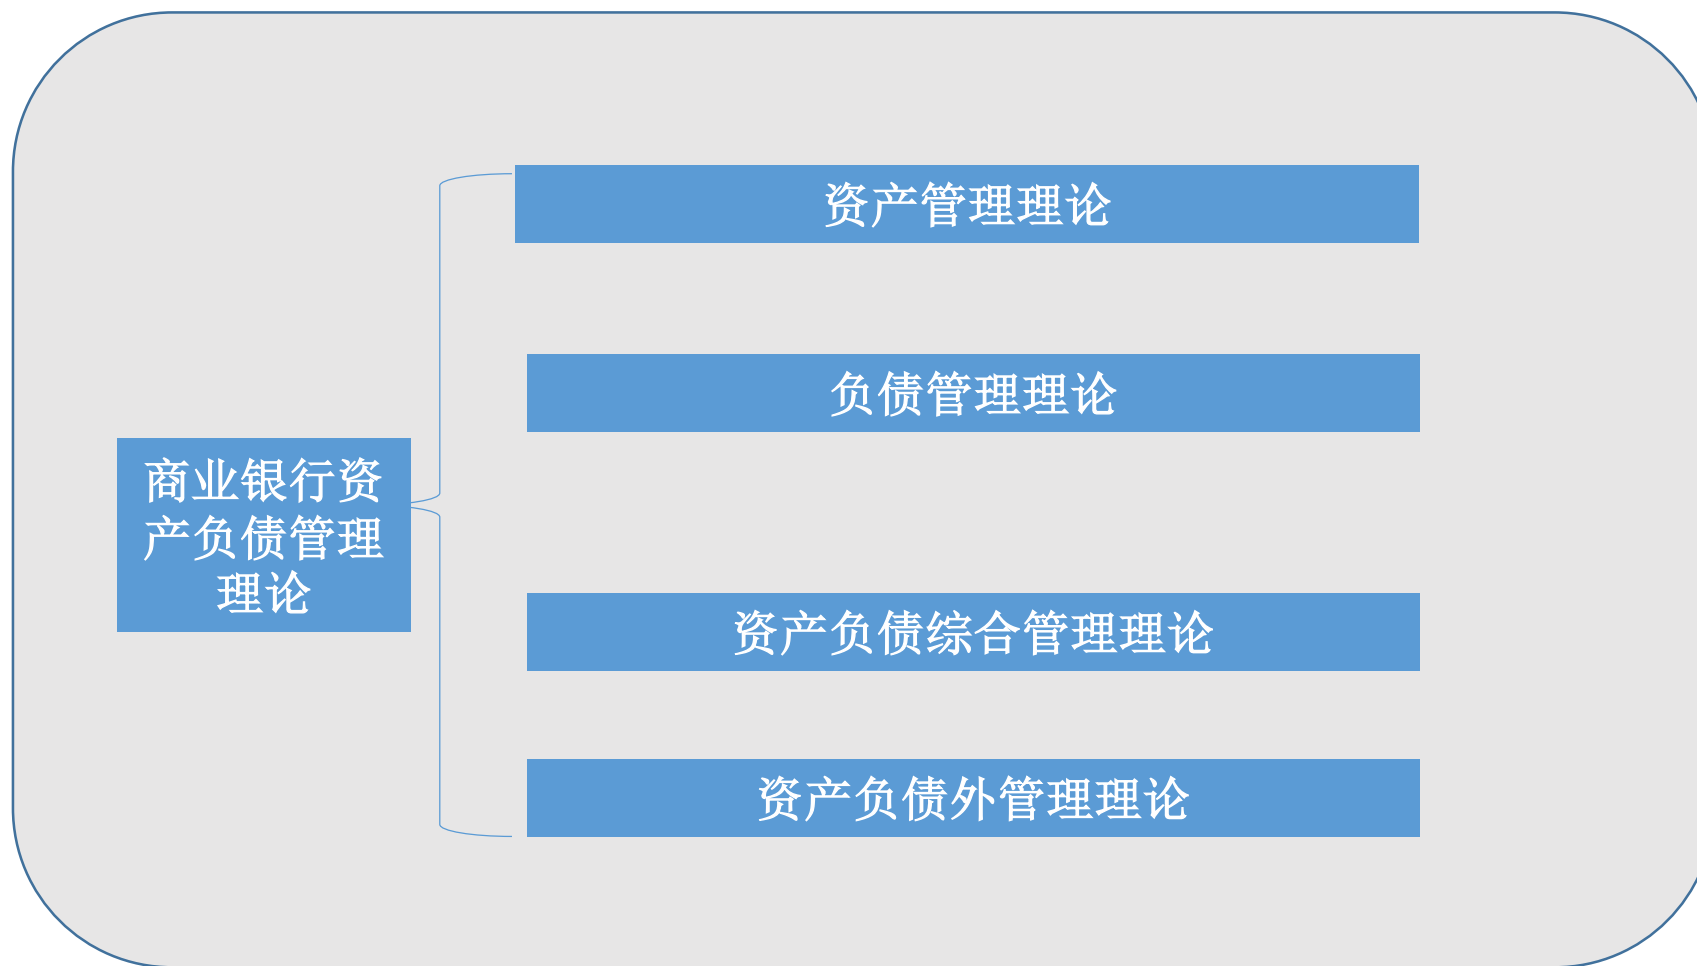 资产管理理论
负债管理理论
商业银行资
产负债管理
理论
资产负债综合管理理论
资产负债外管理理论